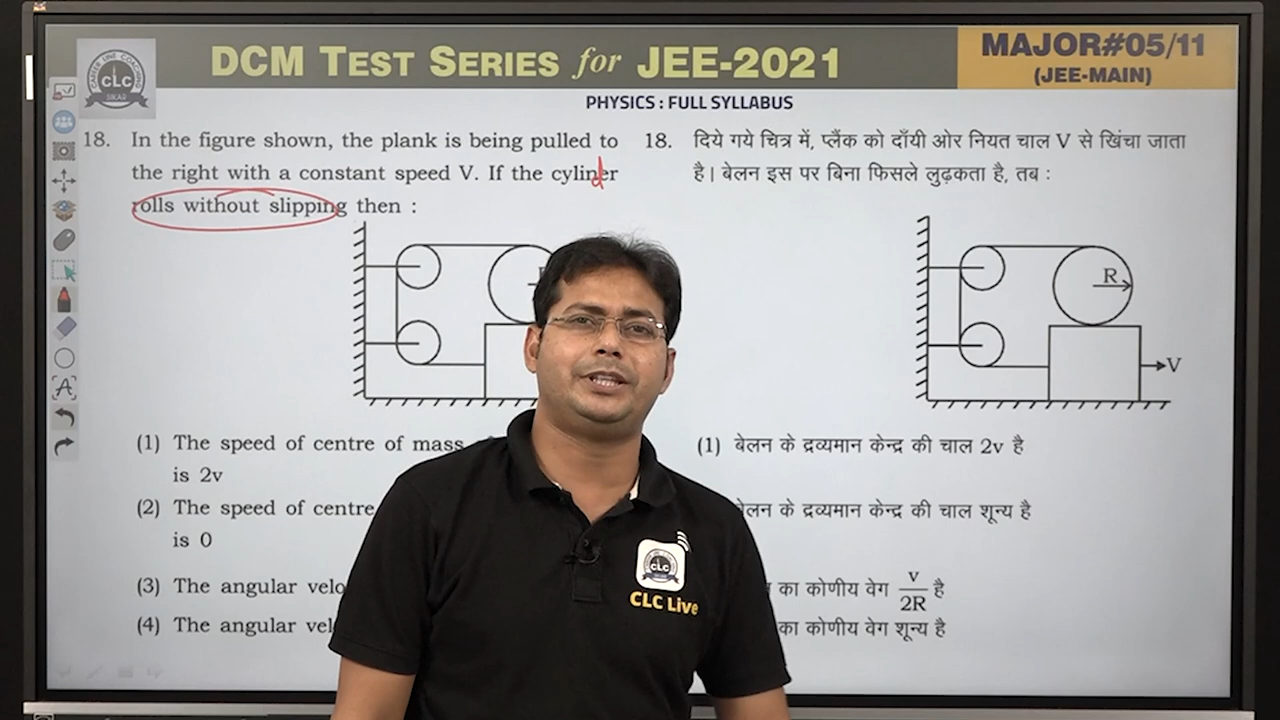 DCM TEST SERIES for JEE-2021
MAJOR#05/11
(JEE-MAIN)
CLC
SIKAR
PHYSICS : FULL SYLLABUS
18. In the figure shown, the plank is being pulled to
the right with a constant speed V. If the cylinder
rolls without slipping then :
(1) The speed of centre of mass
is 2v
(2) The speed of centre
is 0
(3) The angular
(4) The angular
18. दिये गये चित्र में, प्लैंक को दाँयी ओर नियत चाल V से खिंचा जाता
है। बेलन इस पर बिना फिसले लुढ़कता है, तब :
R
V
(1) बेलन के द्रव्यमान केन्द्र की चाल 2v है
के द्रव्यमान केन्द्र की चाल शून्य है
का कोणीय वेग v/2R है
का कोणीय वेग शून्य है
CLC
CLC Live